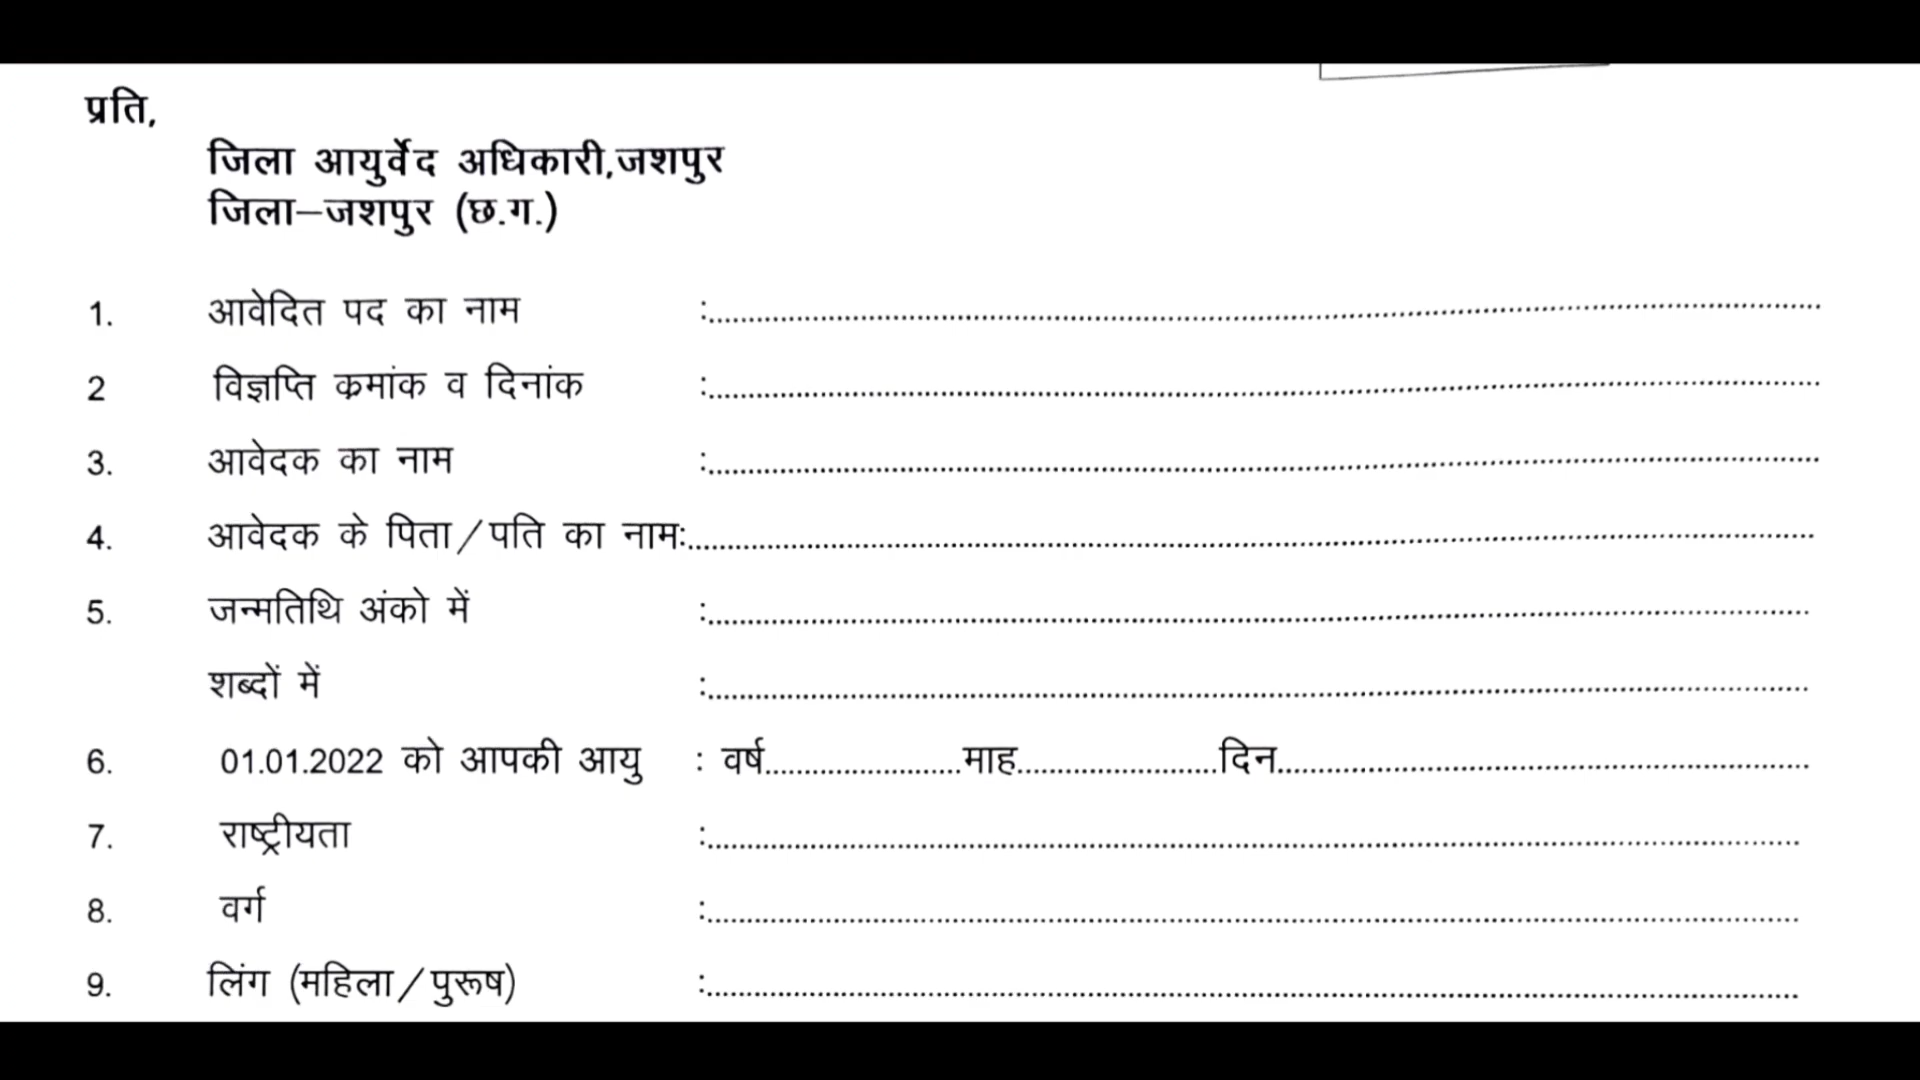 प्रति,
जिला आयुर्वेद अधिकारी,जशपुर
जिला–जशपुर (छ.ग.)
1. आवेदित पद का नाम :..........................................................................
2 विज्ञप्ति क्रमांक व दिनांक :..........................................................................
3. आवेदक का नाम :..........................................................................
4. आवेदक के पिता/पति का नाम:..........................................................................
5. जन्मतिथि अंको में :..........................................................................
शब्दों में :..........................................................................
6. 01.01.2022 को आपकी आयु : वर्ष........................माह........................दिन..........................................................
7. राष्ट्रीयता :..........................................................................
8. वर्ग :..........................................................................
9. लिंग (महिला/पुरूष) :..........................................................................